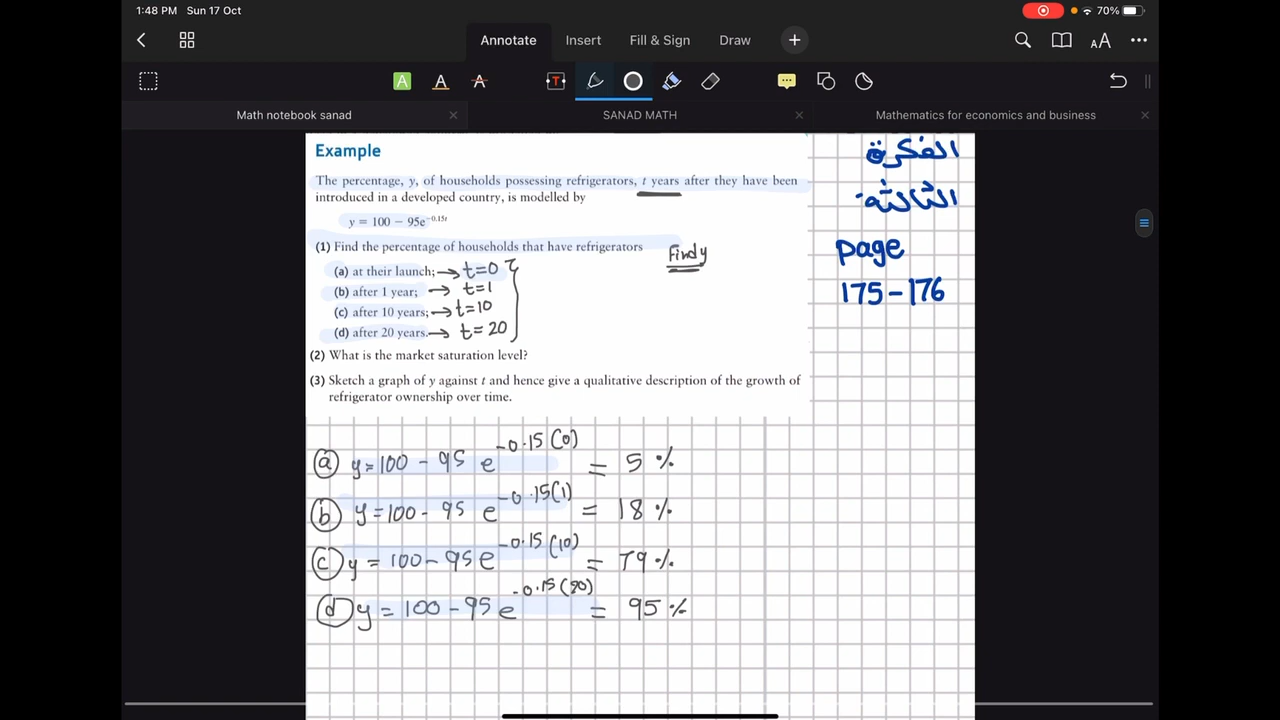 1:48 PM Sun 17 Oct
70%
Annotate Insert Fill & Sign Draw
Math notebook sanad
SANAD MATH
Mathematics for economics and business
Example
The percentage, y, of households possessing refrigerators, t years after they have been
introduced in a developed country, is modelled by
y = 100 − 95e^−0.15t
(1) Find the percentage of households that have refrigerators
Find y
(a) at their launch; → t=0
(b) after 1 year; → t=1
(c) after 10 years; → t=10
(d) after 20 years. → t=20
(2) What is the market saturation level?
(3) Sketch a graph of y against t and hence give a qualitative description of the growth of
refrigerator ownership over time.
الفكرة
الثالثة
page
175-176
(a) y=100-95 e^-0.15(0) = 5 %
(b) y=100-95 e^-0.15(1) = 18 %
(c) y=100-95e^-0.15(10) = 79%
(d) y=100-95 e^-0.15(20) = 95 %